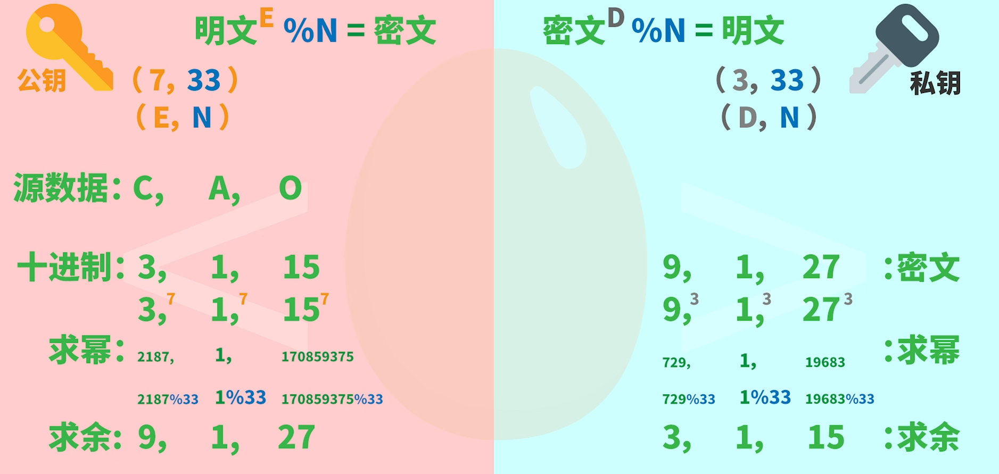 明文E %N = 密文
公钥 （7，33）
（E，N）
源数据：C， A， O
十进制：3， 1， 15
3，7 1，7 157
求幂：
2187， 1， 170859375
2187%33 1%33 170859375%33
求余：9， 1， 27
密文D %N = 明文
（3，33） 私钥
（D，N）
9， 1， 27 ：密文
9，3 1，3 273
：求幂
729， 1， 19683
729%33 1%33 19683%33
3， 1， 15 ：求余